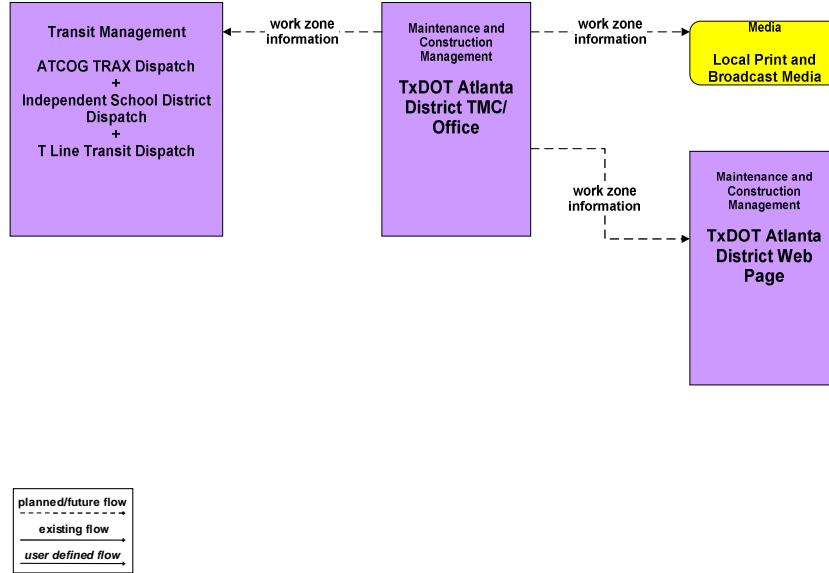 Transit Management
ATCOG TRAX Dispatch
+
Independent School District
Dispatch
+
T Line Transit Dispatch
work zone
information
Maintenance and
Construction
Management
TxDOT Atlanta
District TMC/
Office
work zone
information
Media
Local Print and
Broadcast Media
work zone
information
Maintenance and
Construction
Management
TxDOT Atlanta
District Web
Page
planned/future flow
existing flow
user defined flow